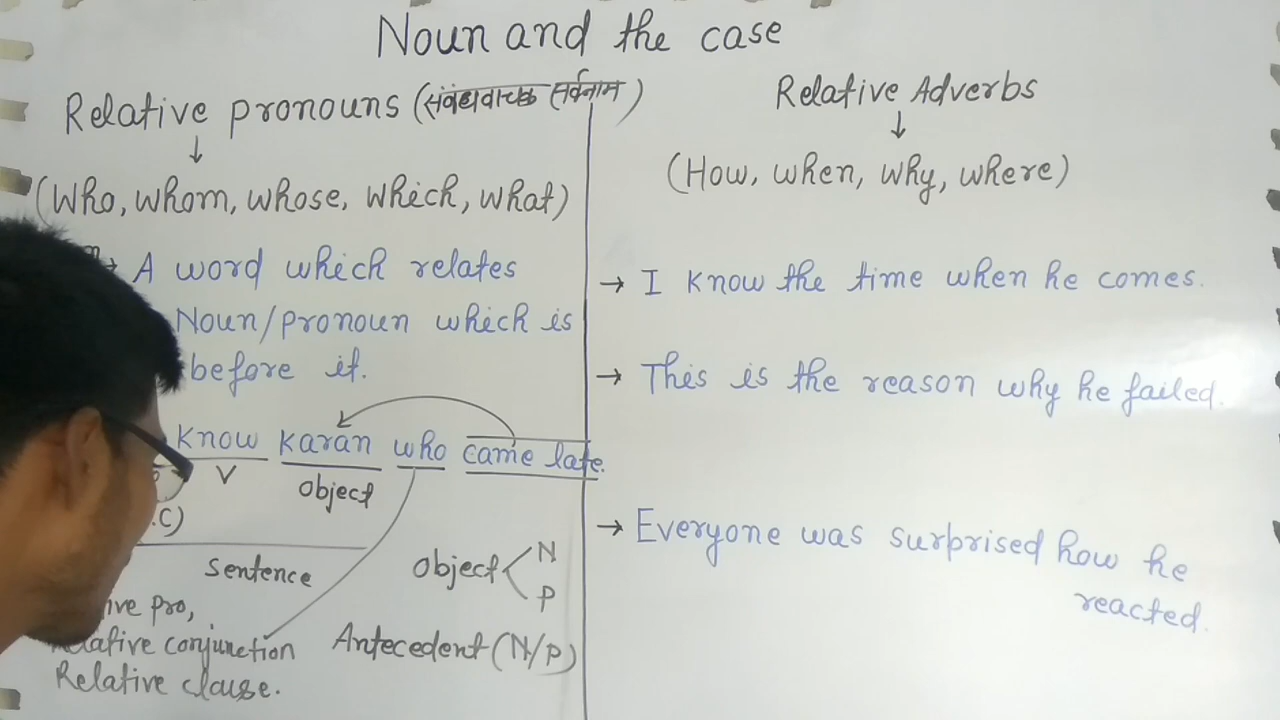 Noun and the case
Relative pronouns (संबंधवाचक सर्वनाम)
↓
(Who, whom, whose, which, what)
→ A word which relates
Noun/pronoun which is
before it.
know karan who came late.
V object
.C)
sentence
object < N
P
ive pro,
Relative conjunction Antecedent (N/P)
Relative clause.
Relative Adverbs
↓
(How, when, why, where)
→ I know the time when he comes.
→ This is the reason why he failed.
→ Everyone was surprised how he
reacted.